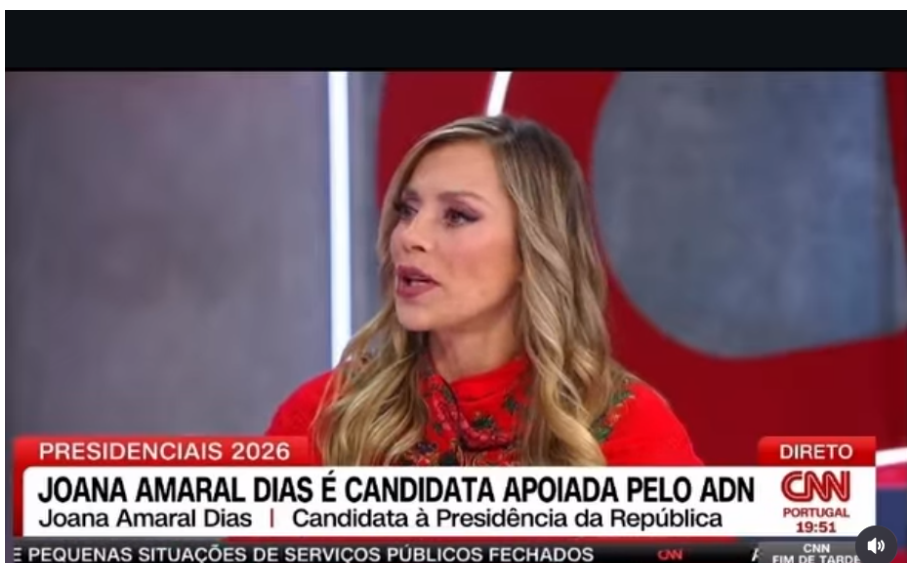 PRESIDENCIAIS 2026
DIRETO
JOANA AMARAL DIAS É CANDIDATA APOIADA PELO ADN
Joana Amaral Dias | Candidata à Presidência da República
CNN
PORTUGAL
19:51
E PEQUENAS SITUAÇÕES DE SERVIÇOS PÚBLICOS FECHADOS
CNN
A
CNN
FIM DE TARDE